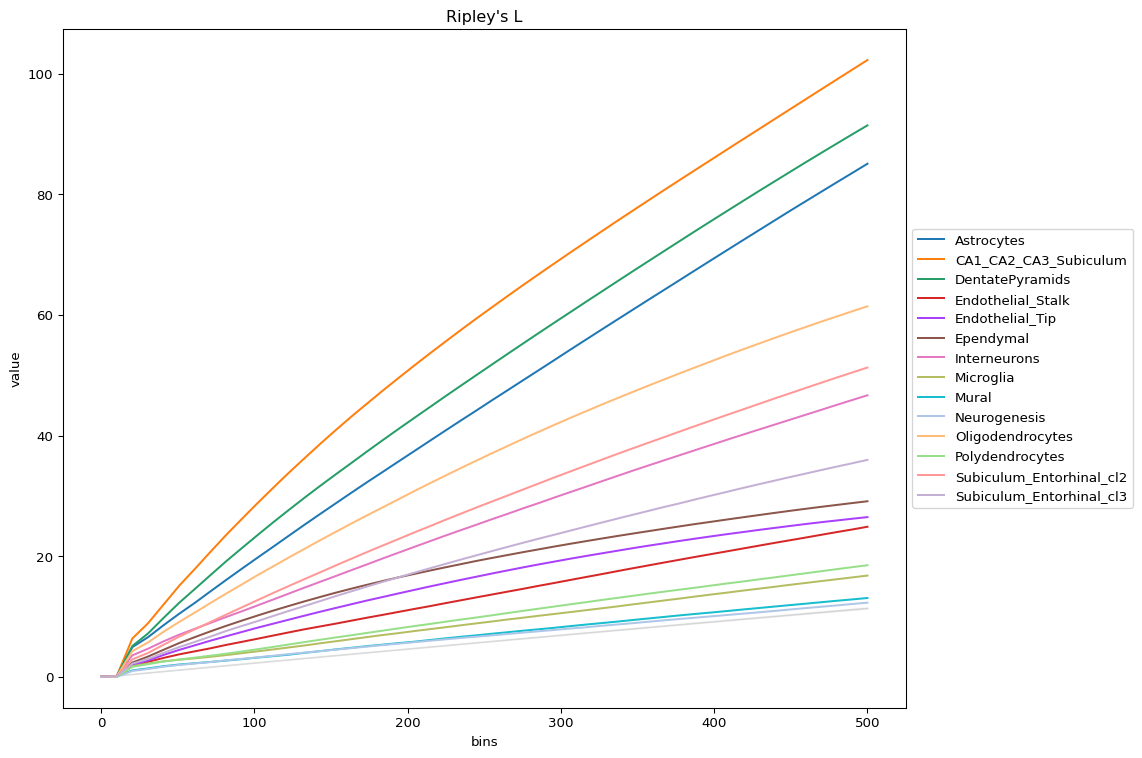 Ripley's L
value
100
80
60
40
20
0
0 100 200 300 400 500
bins
Astrocytes
CA1_CA2_CA3_Subiculum
DentatePyramids
Endothelial_Stalk
Endothelial_Tip
Ependymal
Interneurons
Microglia
Mural
Neurogenesis
Oligodendrocytes
Polydendrocytes
Subiculum_Entorhinal_cl2
Subiculum_Entorhinal_cl3